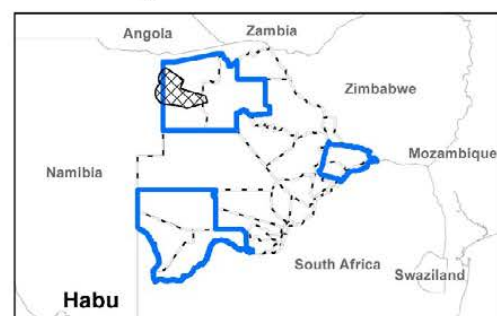 Angola
Zambia
Zimbabwe
Mozambique
Namibia
South Africa
Swaziland
Habu